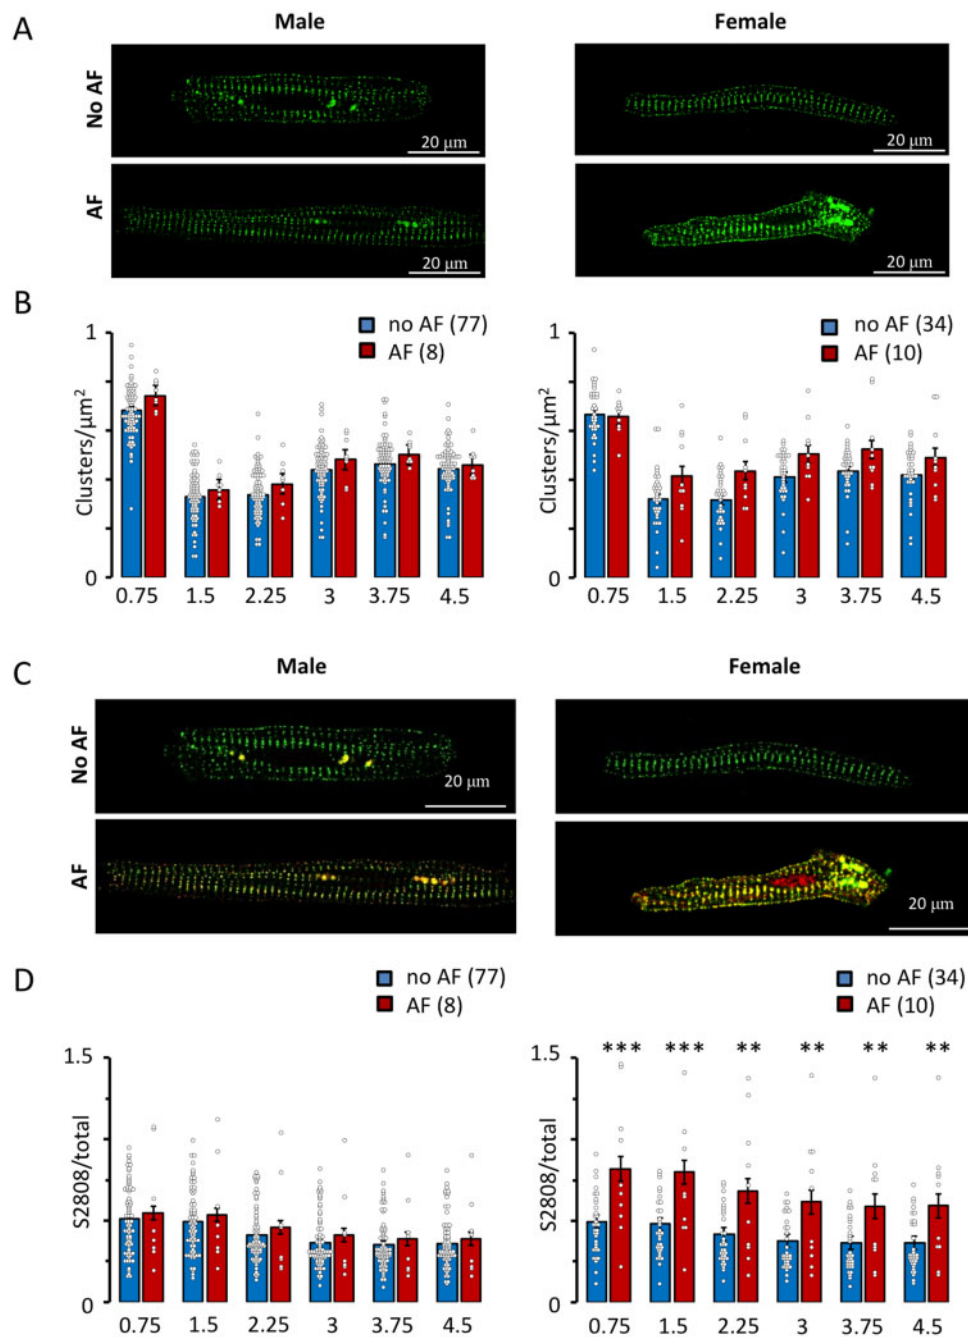 A
Male
Female
No AF
20 µm
20 µm
AF
20 µm
20 µm
B
no AF (77)
AF (8)
no AF (34)
AF (10)
1
Clusters/µm²
0
0.75 1.5 2.25 3 3.75 4.5
1
0
0.75 1.5 2.25 3 3.75 4.5
C
Male
Female
No AF
20 µm
AF
20 µm
D
no AF (77)
AF (8)
no AF (34)
AF (10)
1.5
S2808/total
0
0.75 1.5 2.25 3 3.75 4.5
*** *** ** ** ** **
1.5
S2808/total
0
0.75 1.5 2.25 3 3.75 4.5